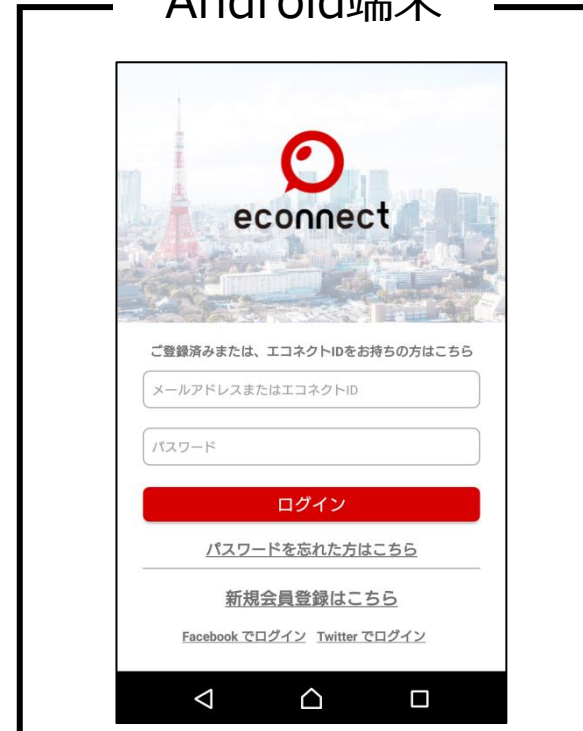 Android端末
econnect
ご登録済みまたは、エコネクトIDをお持ちの方はこちら
メールアドレスまたはエコネクトID
パスワード
ログイン
パスワードを忘れた方はこちら
新規会員登録はこちら
Facebook でログイン Twitter でログイン